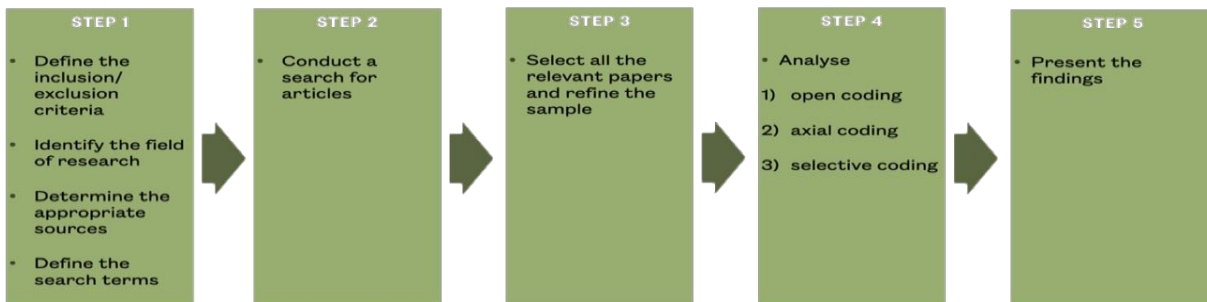 STEP 1
• Define the
inclusion/
exclusion
criteria
• Identify the field
of research
• Determine the
appropriate
sources
• Define the
search terms
STEP 2
• Conduct a
search for
articles
STEP 3
• Select all the
relevant papers
and refine the
sample
STEP 4
• Analyse
1) open coding
2) axial coding
3) selective coding
STEP 5
• Present the
findings